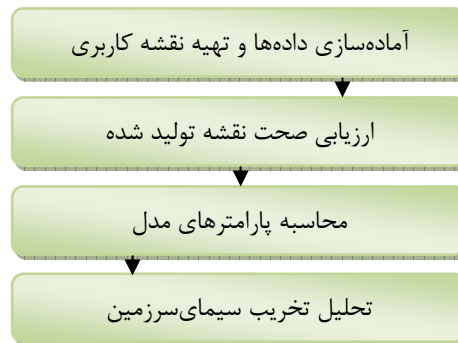 آماده‌سازی داده‌ها و تهیه نقشه کاربری
ارزیابی صحت نقشه تولید شده
محاسبه پارامترهای مدل
تحلیل تخریب سیمای‌سرزمین